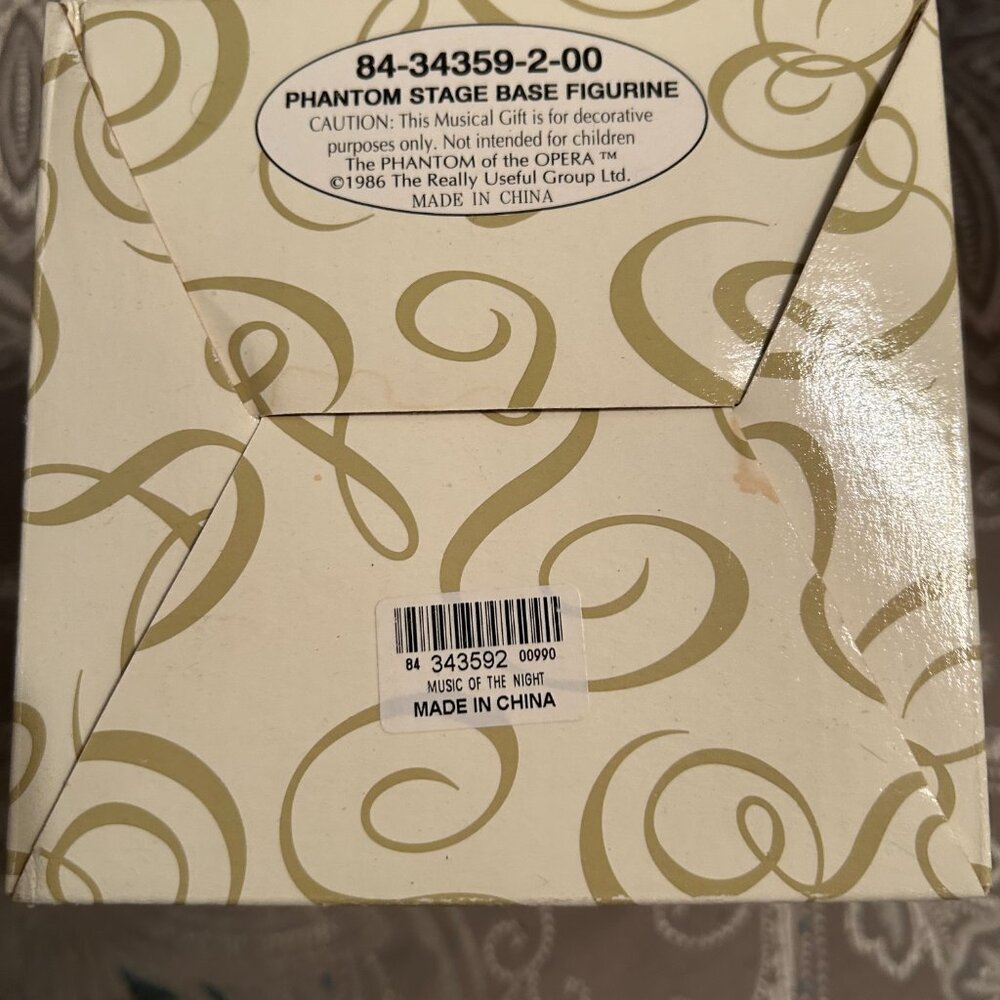 84-34359-2-00
PHANTOM STAGE BASE FIGURINE
CAUTION: This Musical Gift is for decorative
purposes only. Not intended for children
The PHANTOM of the OPERA ™
©1986 The Really Useful Group Ltd.
MADE IN CHINA
84 343592 00990
MUSIC OF THE NIGHT
MADE IN CHINA